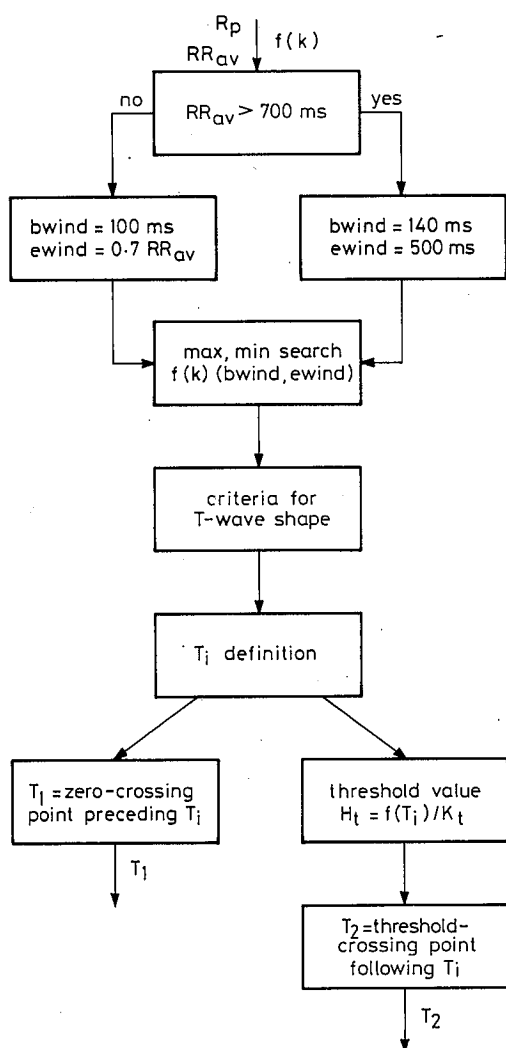 Rp
f(k)
RRav
no
RRav > 700 ms
yes
bwind = 100 ms
ewind = 0·7 RRav
bwind = 140 ms
ewind = 500 ms
max, min search
f(k) (bwind, ewind)
criteria for
T-wave shape
Ti definition
T1 = zero-crossing
point preceding Ti
threshold value
Ht = f(Ti)/Kt
T1
T2=threshold-
crossing point
following Ti
T2